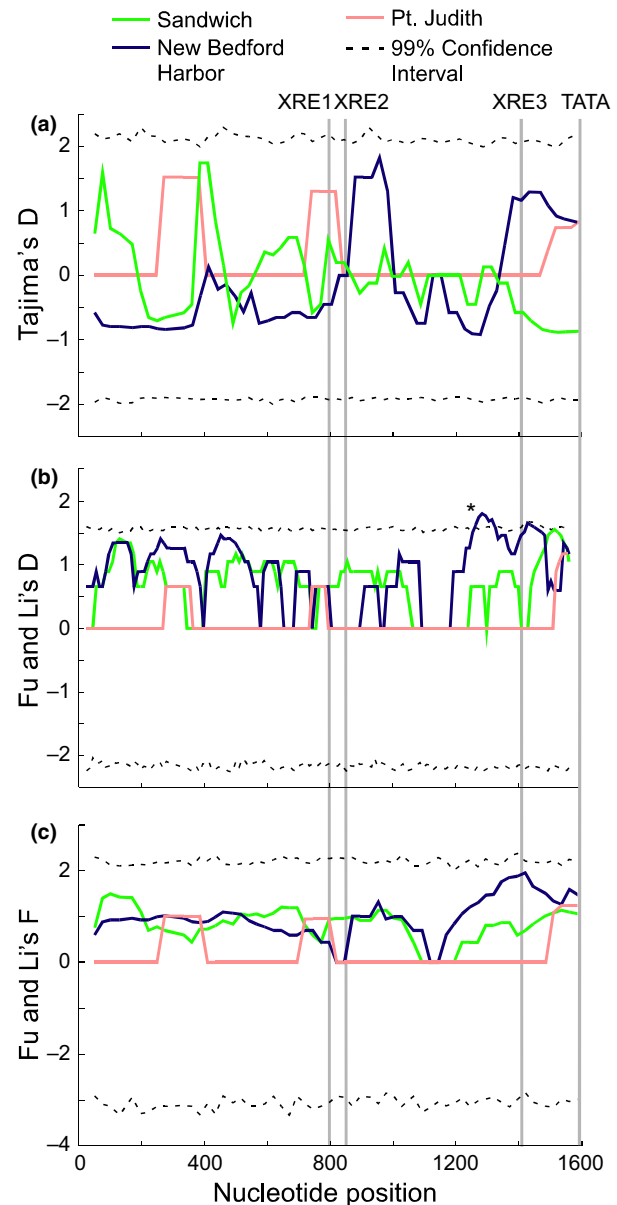 Sandwich
New Bedford
Harbor
Pt. Judith
99% Confidence
Interval
XRE1 XRE2 XRE3 TATA
(a)
2
1
0
–1
–2
Tajima's D
(b)
2
1
0
–1
–2
*
Fu and Li's D
(c)
2
0
–2
–4
Fu and Li's F
0 400 800 1200 1600
Nucleotide position